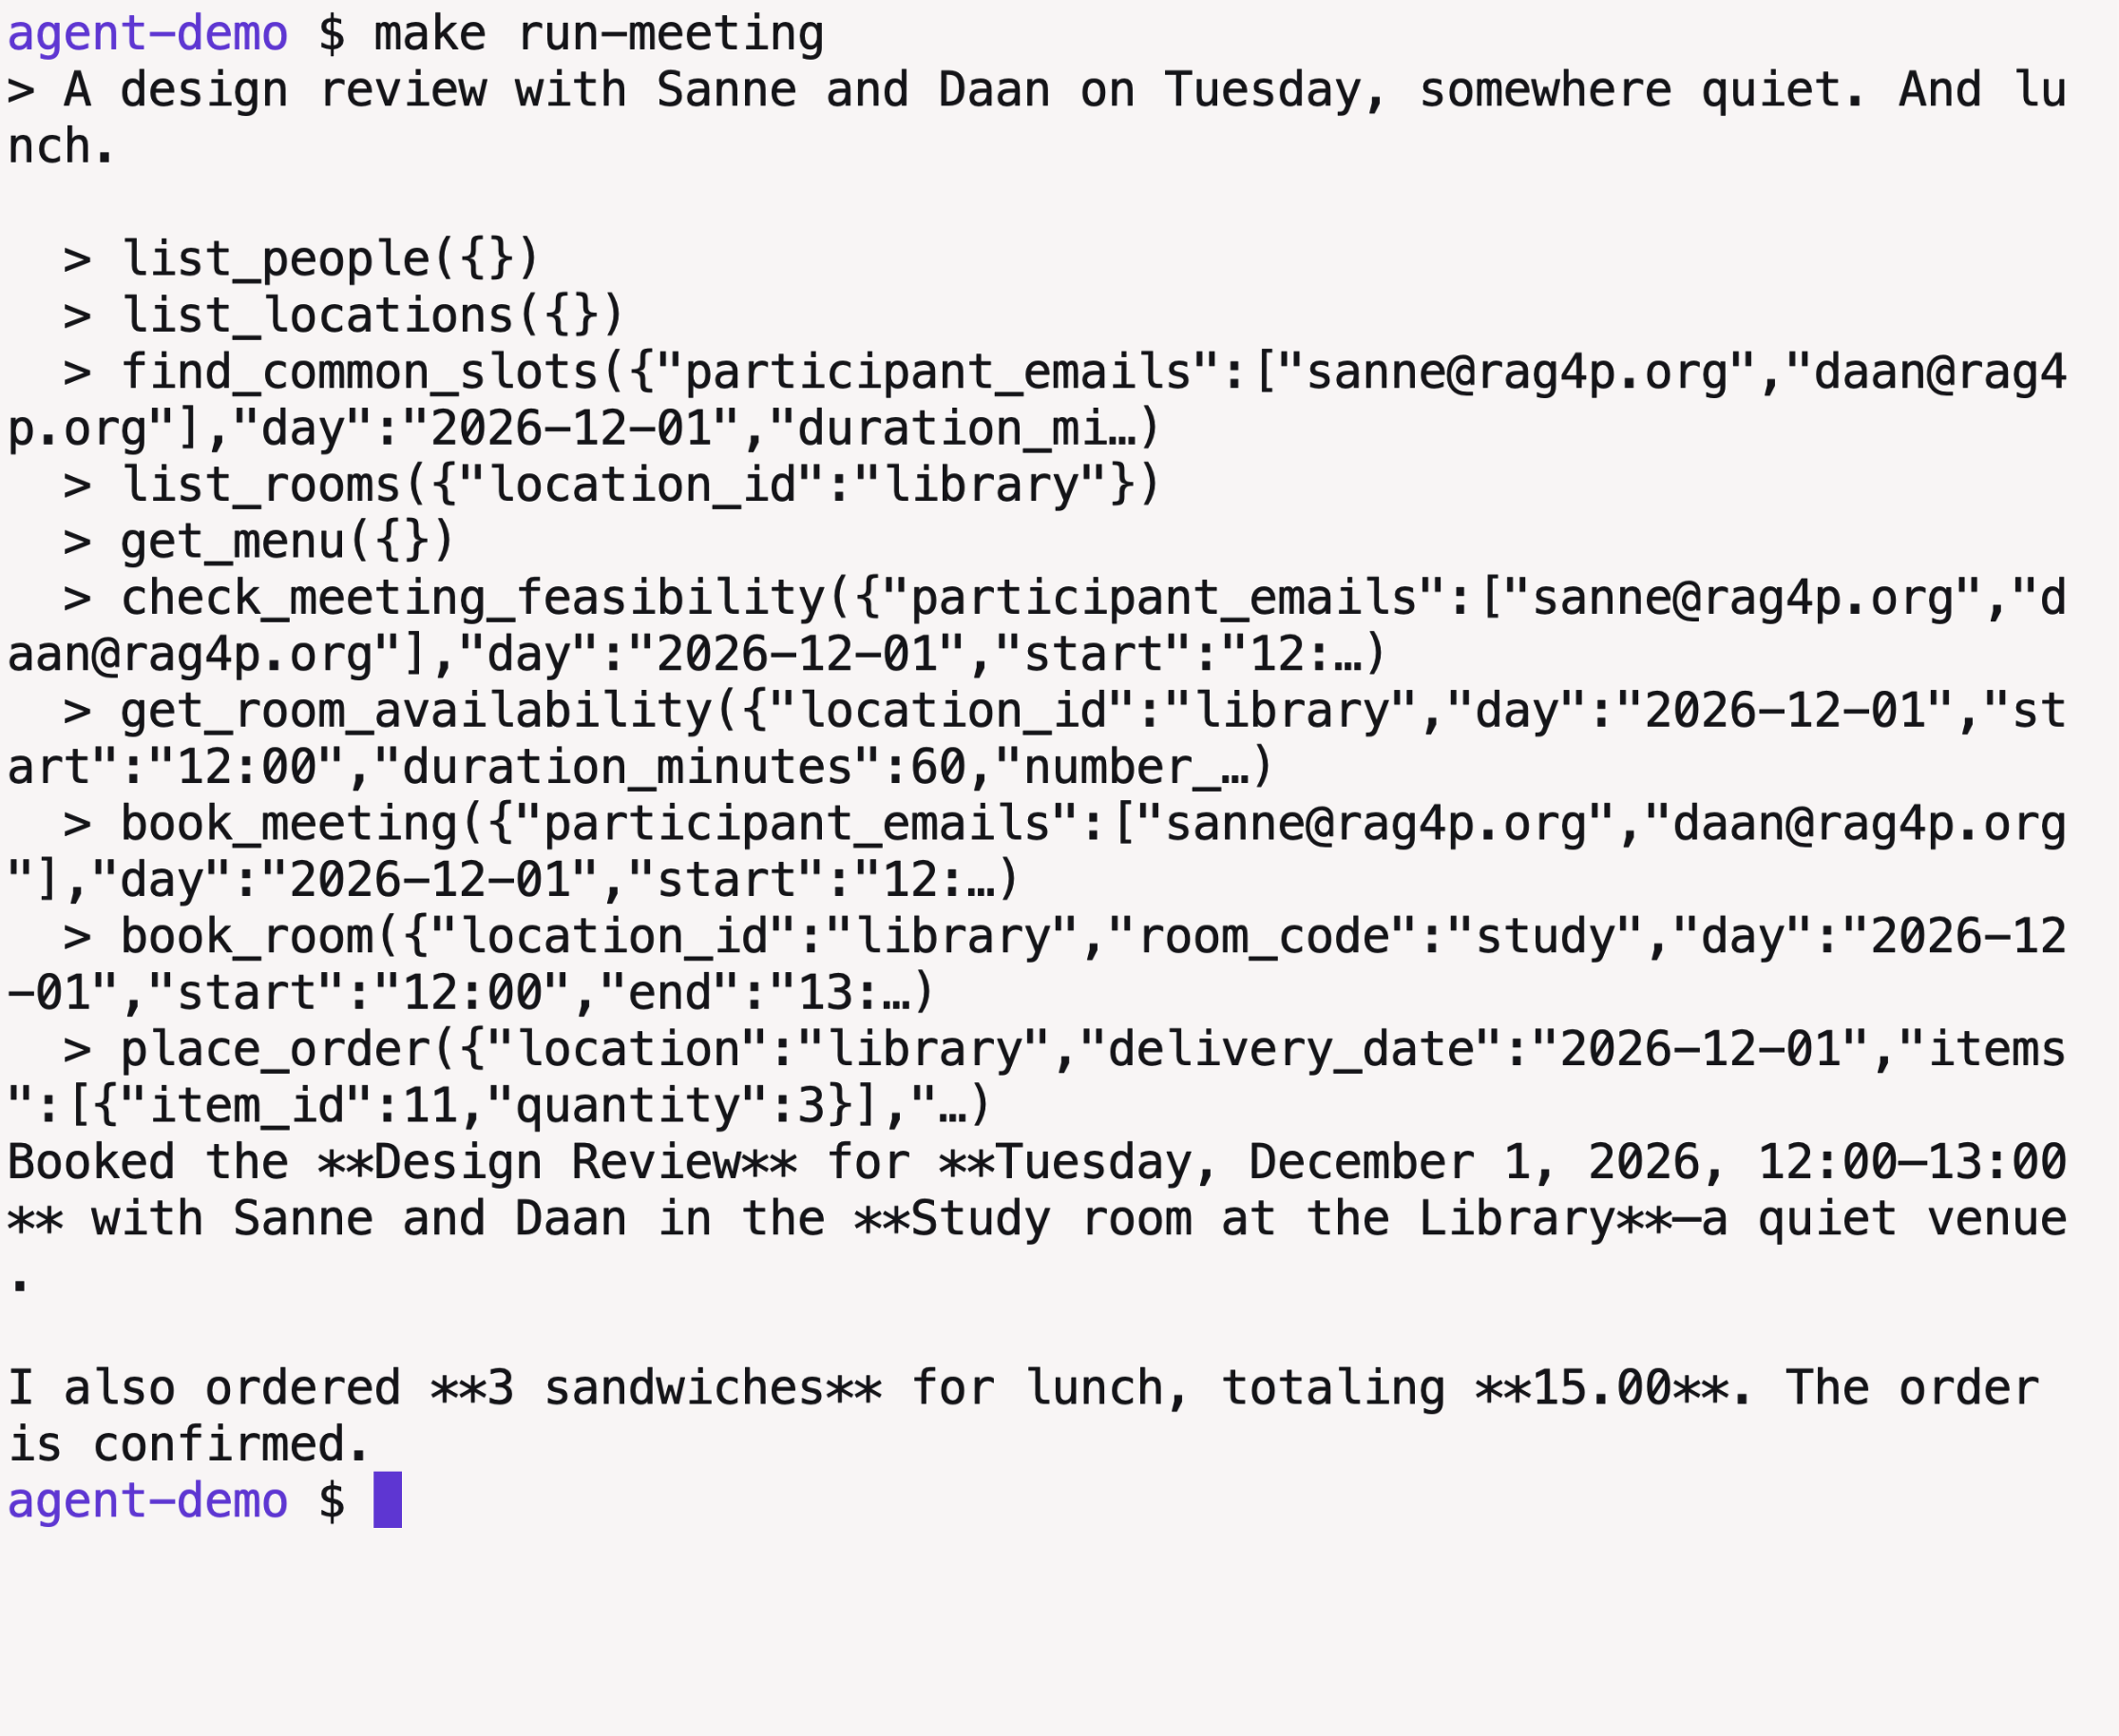 agent-demo $ make run-meeting
> A design review with Sanne and Daan on Tuesday, somewhere quiet. And lu
nch.

  > list_people({})
  > list_locations({})
  > find_common_slots({"participant_emails":["sanne@rag4p.org","daan@rag4
p.org"],"day":"2026-12-01","duration_mi…)
  > list_rooms({"location_id":"library"})
  > get_menu({})
  > check_meeting_feasibility({"participant_emails":["sanne@rag4p.org","d
aan@rag4p.org"],"day":"2026-12-01","start":"12:…)
  > get_room_availability({"location_id":"library","day":"2026-12-01","st
art":"12:00","duration_minutes":60,"number_…)
  > book_meeting({"participant_emails":["sanne@rag4p.org","daan@rag4p.org
"],"day":"2026-12-01","start":"12:…)
  > book_room({"location_id":"library","room_code":"study","day":"2026-12
-01","start":"12:00","end":"13:…)
  > place_order({"location":"library","delivery_date":"2026-12-01","items
":[{"item_id":11,"quantity":3}],"…)
Booked the **Design Review** for **Tuesday, December 1, 2026, 12:00–13:00
** with Sanne and Daan in the **Study room at the Library**—a quiet venue
.

I also ordered **3 sandwiches** for lunch, totaling **15.00**. The order
is confirmed.
agent-demo $